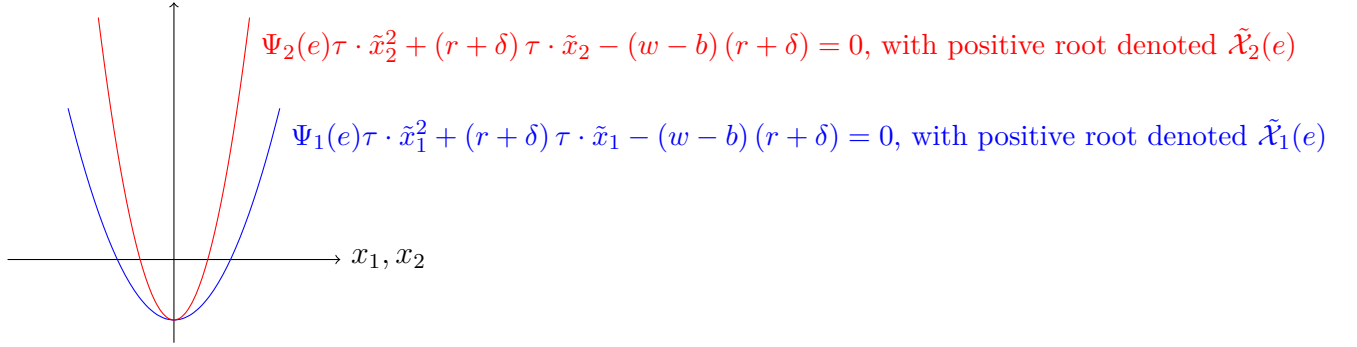 Ψ₂(e)τ · x̃₂² + (r + δ) τ · x̃₂ − (w − b) (r + δ) = 0, with positive root denoted 𝒳̃₂(e)
Ψ₁(e)τ · x̃₁² + (r + δ) τ · x̃₁ − (w − b) (r + δ) = 0, with positive root denoted 𝒳̃₁(e)
x₁, x₂